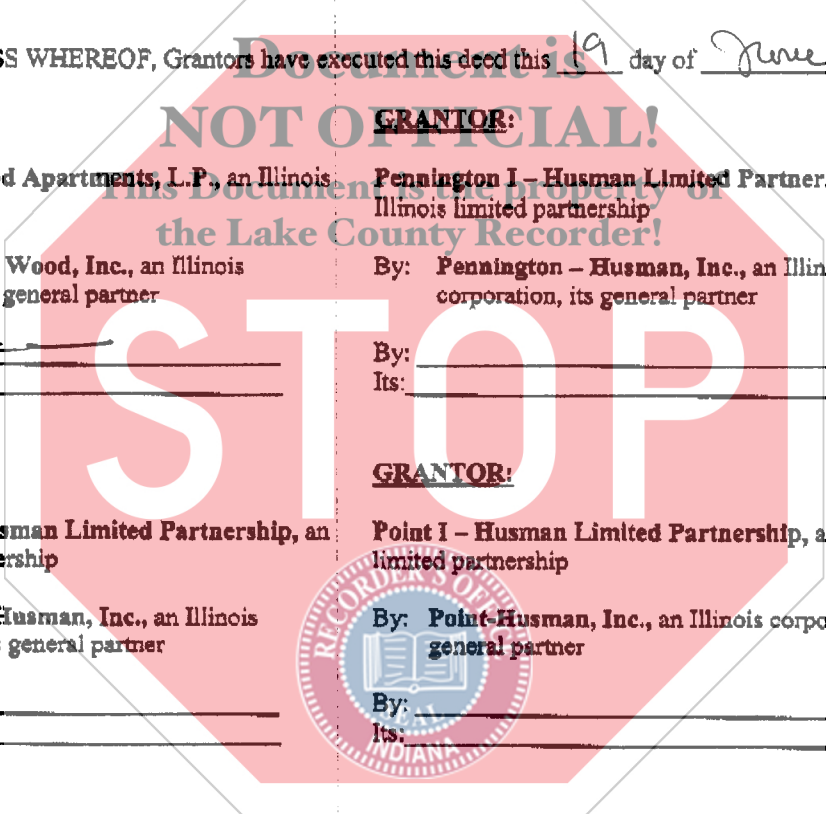 SS WHEREOF, Grantors have executed this deed this 19 day of June
Document is
NOT OFFICIAL!
This Document is the property of
the Lake County Recorder!
STOP
d Apartments, L.P., an Illinois
Wood, Inc., an Illinois
general partner
sman Limited Partnership, an
ership
Husman, Inc., an Illinois
general partner
GRANTOR:
Pennington I – Husman Limited Partner
Illinois limited partnership
By: Pennington – Husman, Inc., an Illin
corporation, its general partner
By:
Its:
GRANTOR:
Point I – Husman Limited Partnership, a
limited partnership
By: Point-Husman, Inc., an Illinois corpo
general partner
By:
Its:
RECORDER'S OF
SEAL
INDIANA